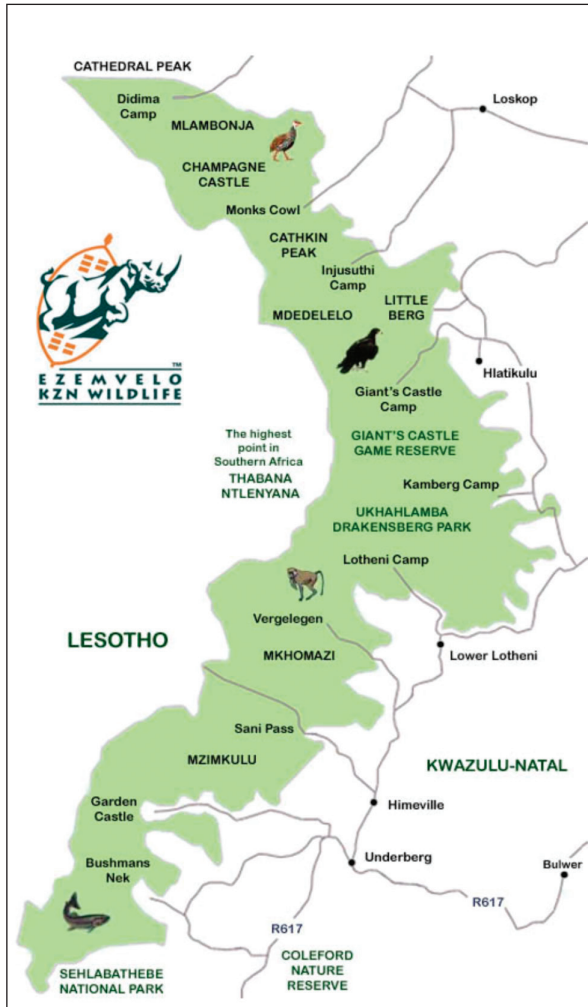 CATHEDRAL PEAK
Didima
Camp
Loskop
MLAMBONJA
CHAMPAGNE
CASTLE
Monks Cowl
CATHKIN
PEAK
Injusuthi
Camp
MDEDELELO
LITTLE
BERG
TM
EZEMVELO
KZN WILDLIFE
Hlatikulu
Giant's Castle
Camp
The highest
point in
Southern Africa
THABANA
NTLENYANA
GIANT'S CASTLE
GAME RESERVE
Kamberg Camp
UKHAHLAMBA
DRAKENSBERG PARK
Lotheni Camp
Vergelegen
LESOTHO
MKHOMAZI
Lower Lotheni
Sani Pass
MZIMKULU
KWAZULU-NATAL
Garden
Castle
Himeville
Bushmans
Nek
Underberg
Bulwer
R617
R617
SEHLABATHEBE
NATIONAL PARK
COLEFORD
NATURE
RESERVE